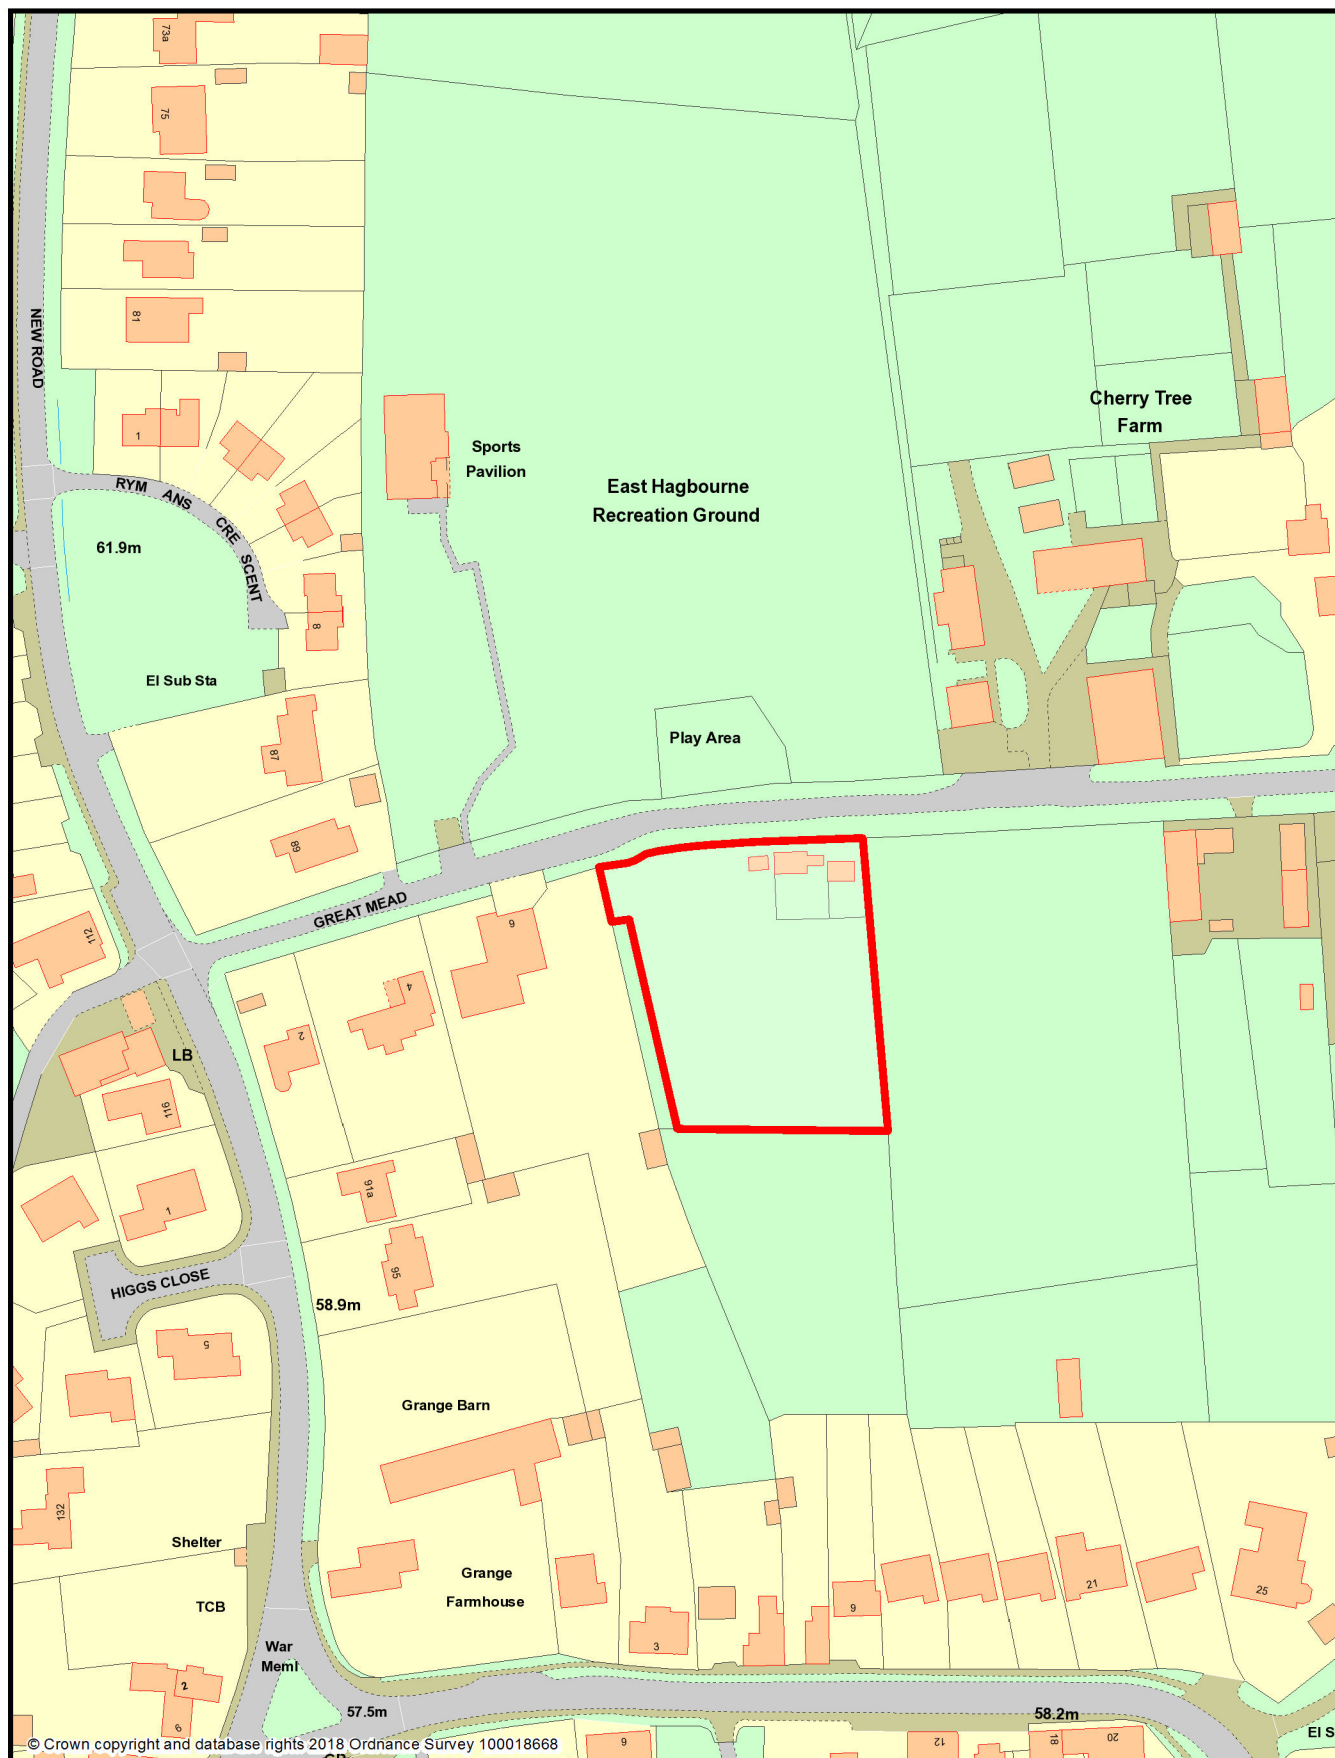 73a
75
81
NEW ROAD
1
RYM ANS CRE SCENT
61.9m
8
El Sub Sta
87
89
Sports
Pavilion
East Hagbourne
Recreation Ground
Cherry Tree
Farm
Play Area
GREAT MEAD
112
6
4
2
LB
116
91a
1
95
HIGGS CLOSE
58.9m
5
Grange Barn
132
Shelter
Grange
Farmhouse
TCB
War
Meml
2
6
3
9
21
25
57.5m
58.2m
6
12
18
20
El S
© Crown copyright and database rights 2018 Ordnance Survey 100018668